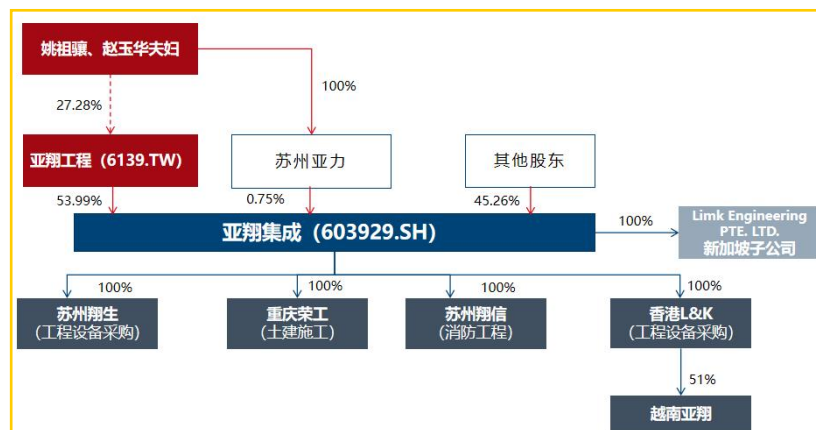 姚祖骧、赵玉华夫妇
100%
27.28%
亚翔工程（6139.TW）
苏州亚力
其他股东
53.99%
0.75%
45.26%
亚翔集成（603929.SH）
100%
Limk Engineering
PTE. LTD.
新加坡子公司
100%
100%
100%
100%
苏州翔生
(工程设备采购)
重庆荣工
(土建施工)
苏州翔信
(消防工程)
香港L&K
(工程设备采购)
51%
越南亚翔